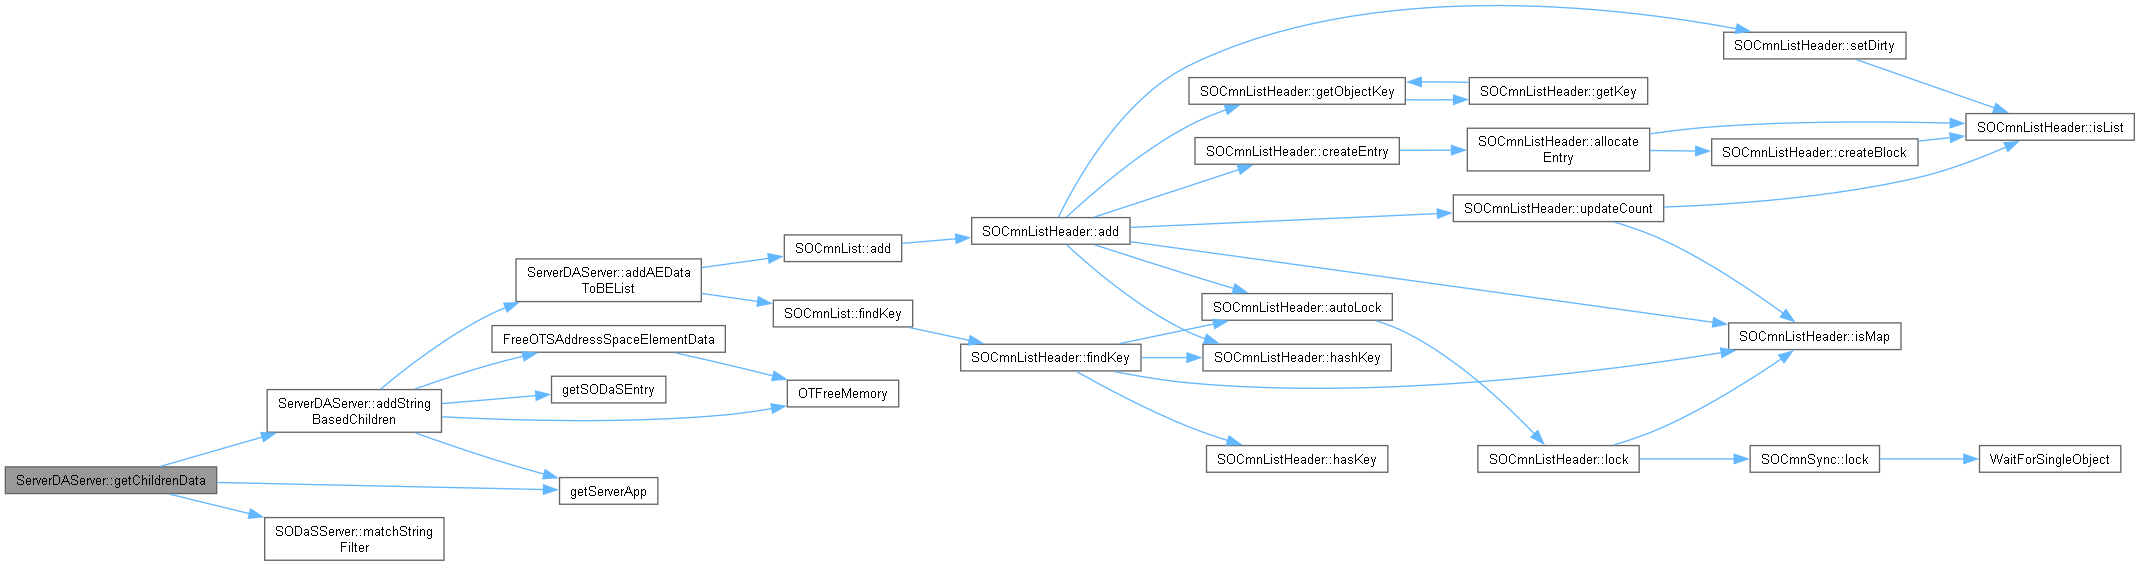 ServerDAServer::getChildrenData
ServerDAServer::addString
BasedChildren
SODaSServer::matchString
Filter
ServerDAServer::addAEData
ToBEList
FreeOTSAddressSpaceElementData
getSODaSEntry
getServerApp
SOCmnList::add
SOCmnList::findKey
OTFreeMemory
SOCmnListHeader::add
SOCmnListHeader::findKey
SOCmnListHeader::getObjectKey
SOCmnListHeader::createEntry
SOCmnListHeader::autoLock
SOCmnListHeader::hashKey
SOCmnListHeader::hasKey
SOCmnListHeader::getKey
SOCmnListHeader::allocate
Entry
SOCmnListHeader::updateCount
SOCmnListHeader::lock
SOCmnListHeader::setDirty
SOCmnListHeader::createBlock
SOCmnListHeader::isMap
SOCmnSync::lock
SOCmnListHeader::isList
WaitForSingleObject